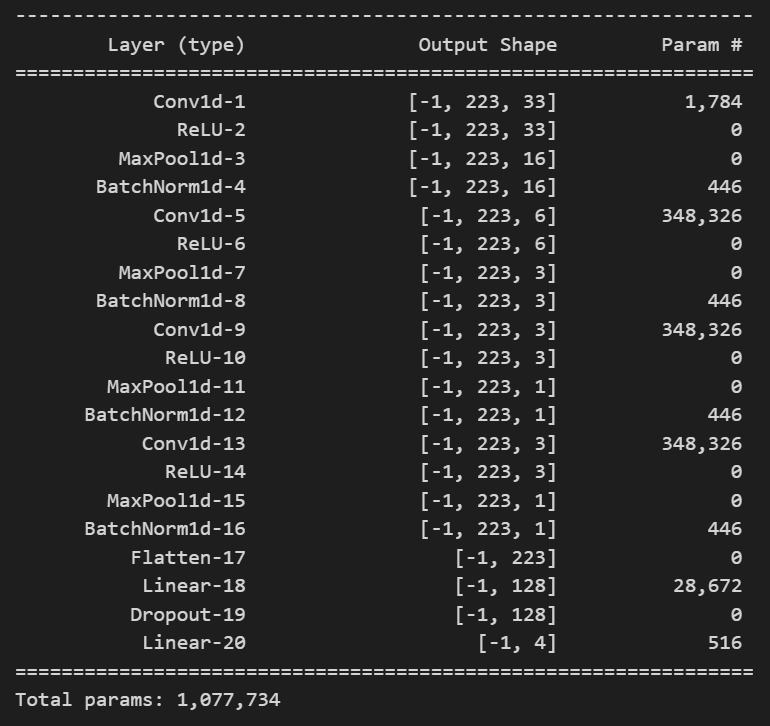 ----------------------------------------------------------------
        Layer (type)               Output Shape         Param #
================================================================
            Conv1d-1              [-1, 223, 33]           1,784
              ReLU-2              [-1, 223, 33]               0
         MaxPool1d-3              [-1, 223, 16]               0
       BatchNorm1d-4              [-1, 223, 16]             446
            Conv1d-5               [-1, 223, 6]         348,326
              ReLU-6               [-1, 223, 6]               0
         MaxPool1d-7               [-1, 223, 3]               0
       BatchNorm1d-8               [-1, 223, 3]             446
            Conv1d-9               [-1, 223, 3]         348,326
             ReLU-10               [-1, 223, 3]               0
        MaxPool1d-11               [-1, 223, 1]               0
      BatchNorm1d-12               [-1, 223, 1]             446
           Conv1d-13               [-1, 223, 3]         348,326
             ReLU-14               [-1, 223, 3]               0
        MaxPool1d-15               [-1, 223, 1]               0
      BatchNorm1d-16               [-1, 223, 1]             446
          Flatten-17                  [-1, 223]               0
           Linear-18                  [-1, 128]          28,672
          Dropout-19                  [-1, 128]               0
           Linear-20                    [-1, 4]             516
================================================================
Total params: 1,077,734